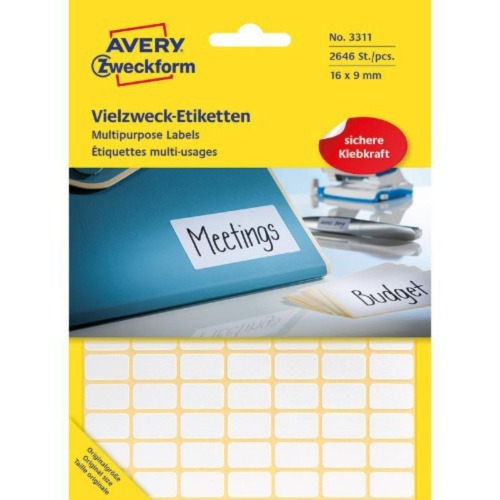 AVERY
Zweckform
No. 3311
2646 St./pcs.
16 x 9 mm
Vielzweck-Etiketten
Multipurpose Labels
Étiquettes multi-usages
sichere
Klebkraft
Meetings
Budget
Originalgröße
Original size
Taille originale